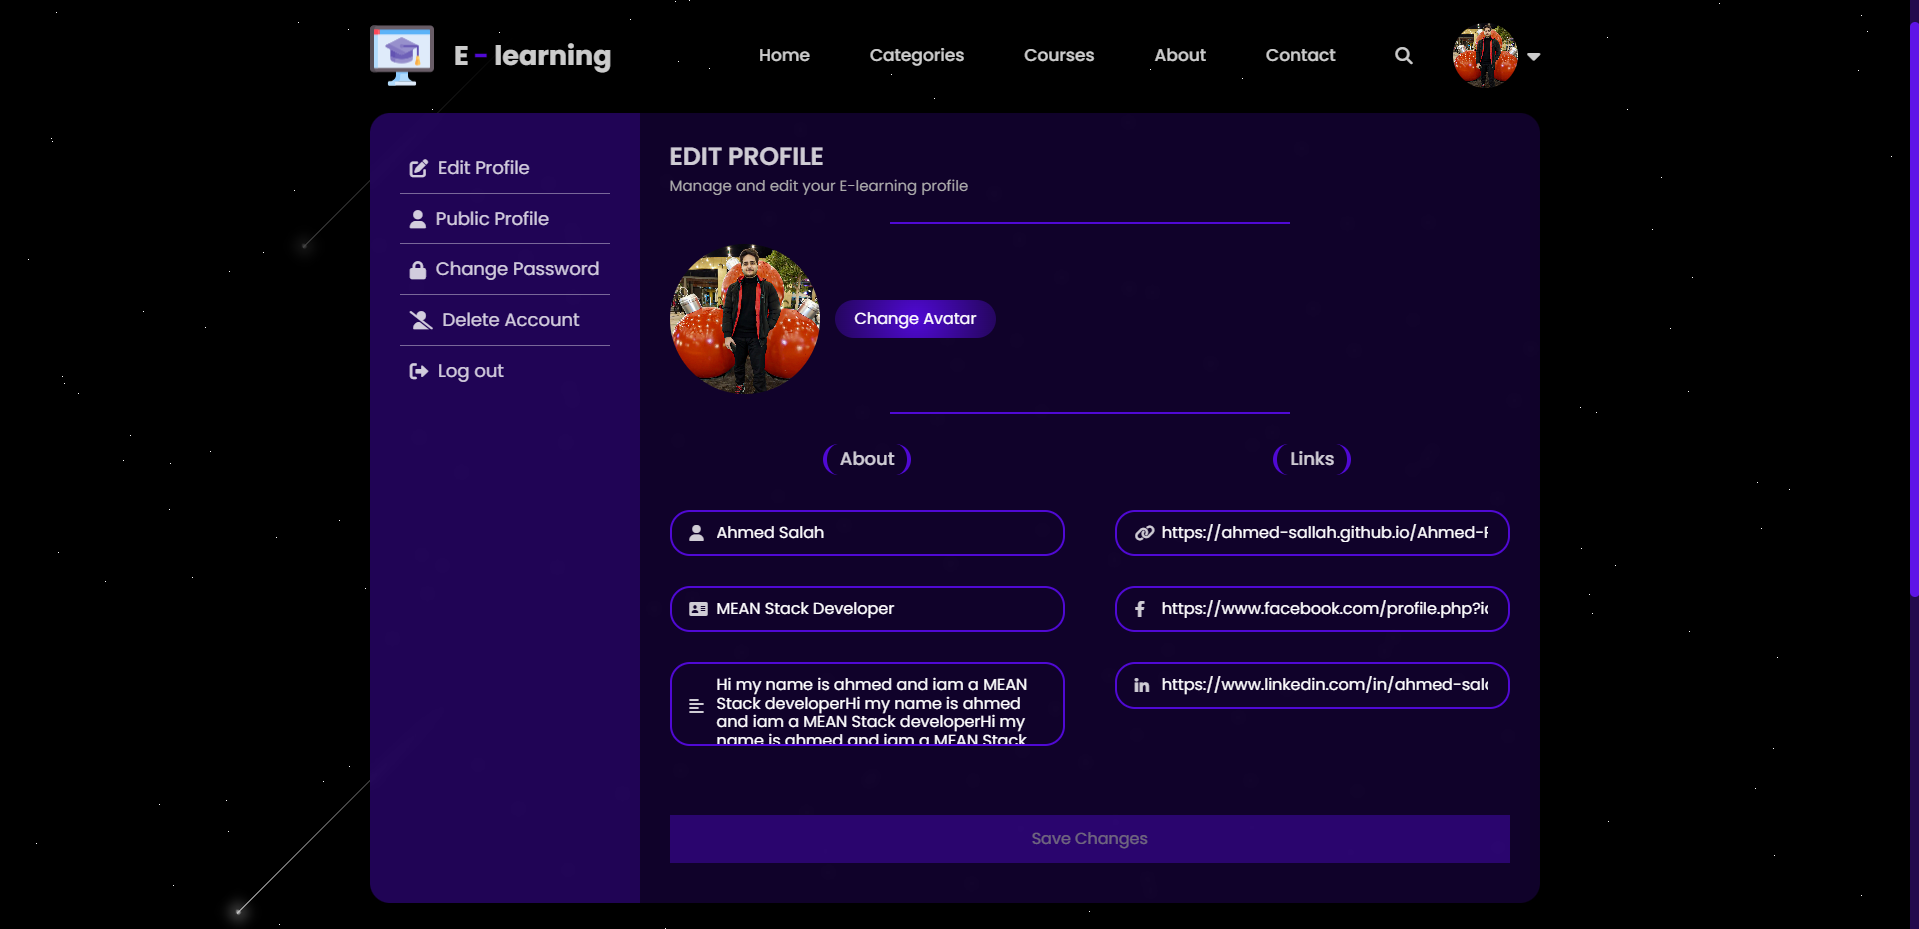 E - learning
Home
Categories
Courses
About
Contact
Edit Profile
Public Profile
Change Password
Delete Account
Log out
EDIT PROFILE
Manage and edit your E-learning profile
Change Avatar
About
Ahmed Salah
MEAN Stack Developer
Hi my name is ahmed and iam a MEAN
Stack developerHi my name is ahmed
and iam a MEAN Stack developerHi my
name is ahmed and iam a MEAN Stack
Links
https://ahmed-sallah.github.io/Ahmed-
https://www.facebook.com/profile.php?i
https://www.linkedin.com/in/ahmed-sal
Save Changes